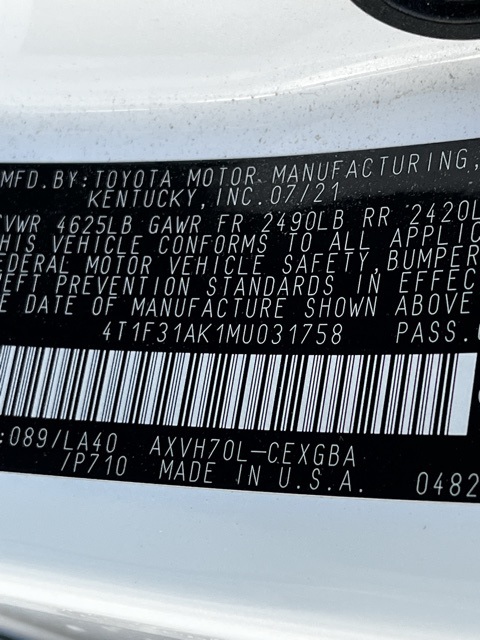 MFD. BY: TOYOTA MOTOR MANUFACTURING,
KENTUCKY, INC. 07/21
GVWR 4625LB GAWR FR 2490LB RR 2420L
THIS VEHICLE CONFORMS TO ALL APPLIC
FEDERAL MOTOR VEHICLE SAFETY, BUMPER
THEFT PREVENTION STANDARDS IN EFFEC
E DATE OF MANUFACTURE SHOWN ABOVE
4T1F31AK1MU031758 PASS.
:089/LA40 AXVH70L-CEXGBA
/P710 MADE IN U.S.A. 0482